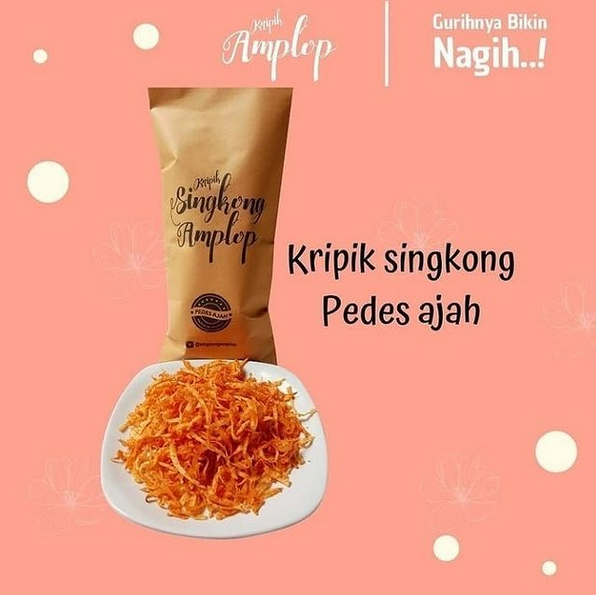 Kripik
Amplop
Gurihnya Bikin
Nagih..!
Kripik
Singkong
Amplop
PEDES AJAH
Kripik singkong
Pedes ajah